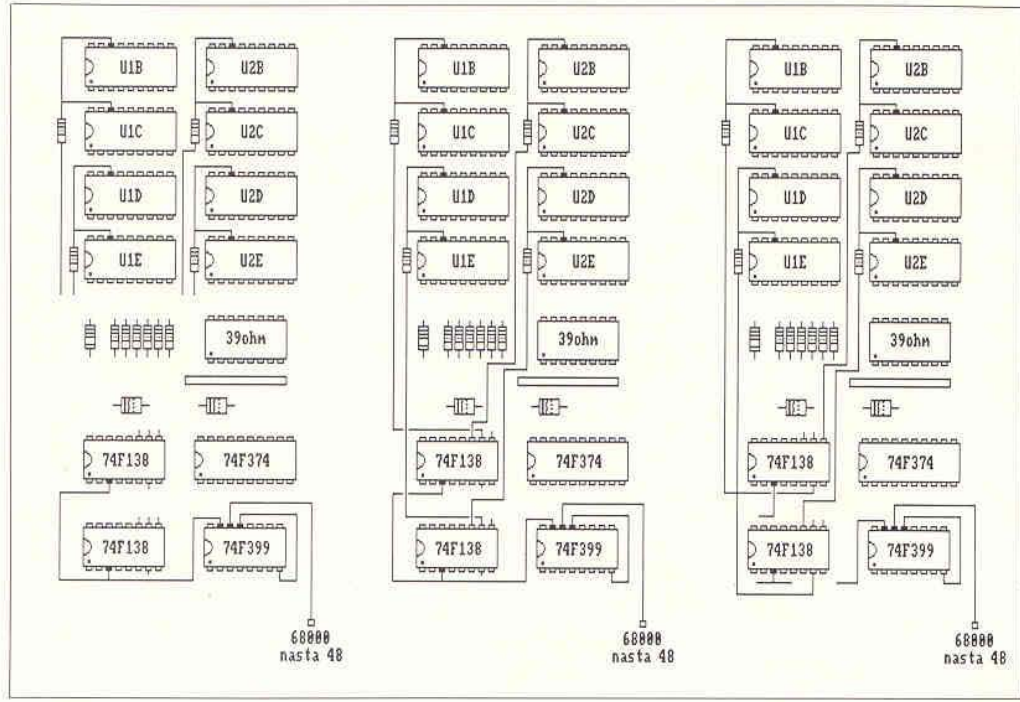 U1B U2B
U1C U2C
U1D U2D
U1E U2E
39ohm
74F138 74F374
74F138 74F399
68000
nasta 48
U1B U2B
U1C U2C
U1D U2D
U1E U2E
39ohm
74F138 74F374
74F138 74F399
68000
nasta 48
U1B U2B
U1C U2C
U1D U2D
U1E U2E
39ohm
74F138 74F374
74F138 74F399
68000
nasta 48